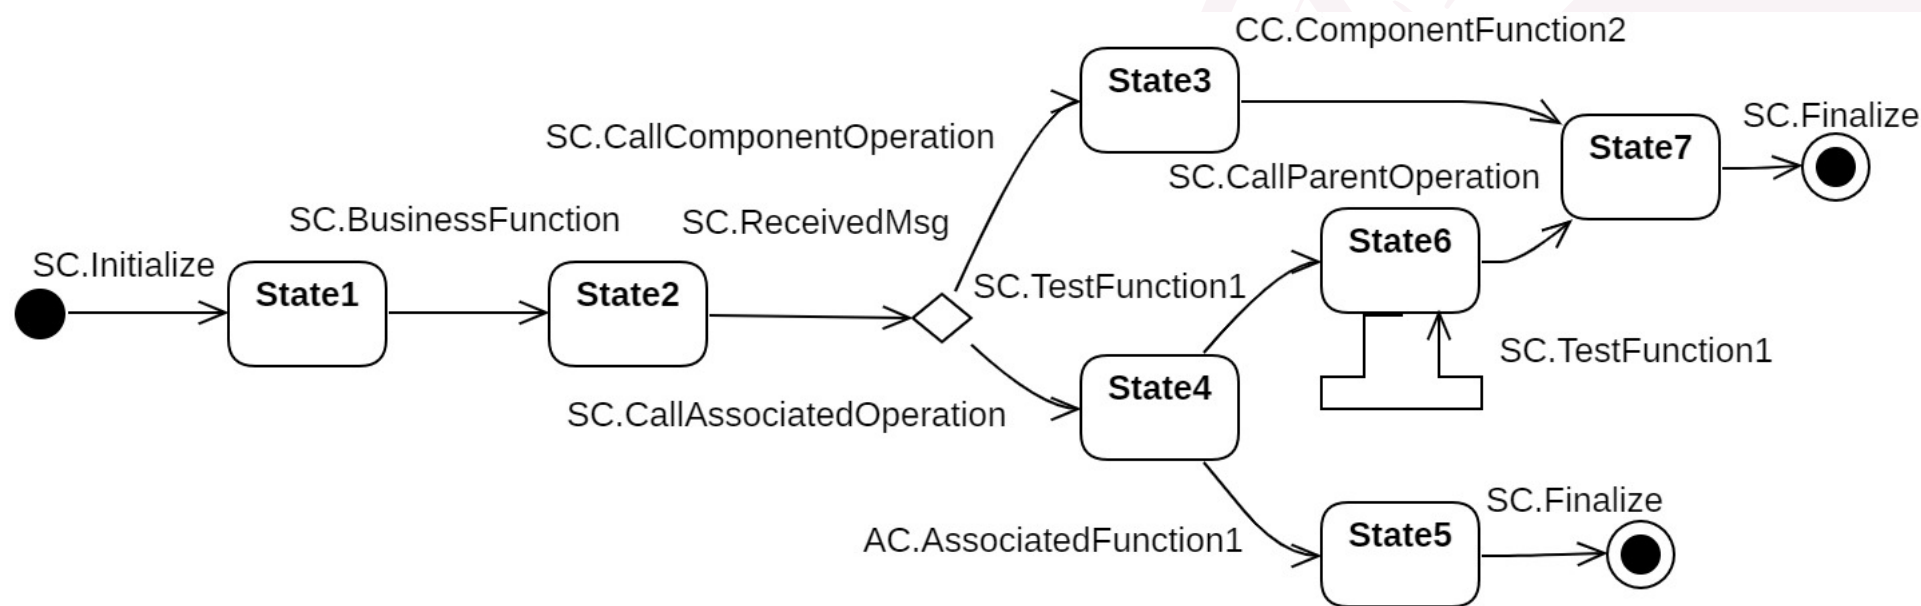 CC.ComponentFunction2
State3
SC.Finalize
SC.CallComponentOperation
State7
SC.CallParentOperation
SC.BusinessFunction
SC.ReceivedMsg
State6
SC.Initialize
State1
State2
SC.TestFunction1
SC.TestFunction1
State4
SC.CallAssociatedOperation
SC.Finalize
AC.AssociatedFunction1
State5